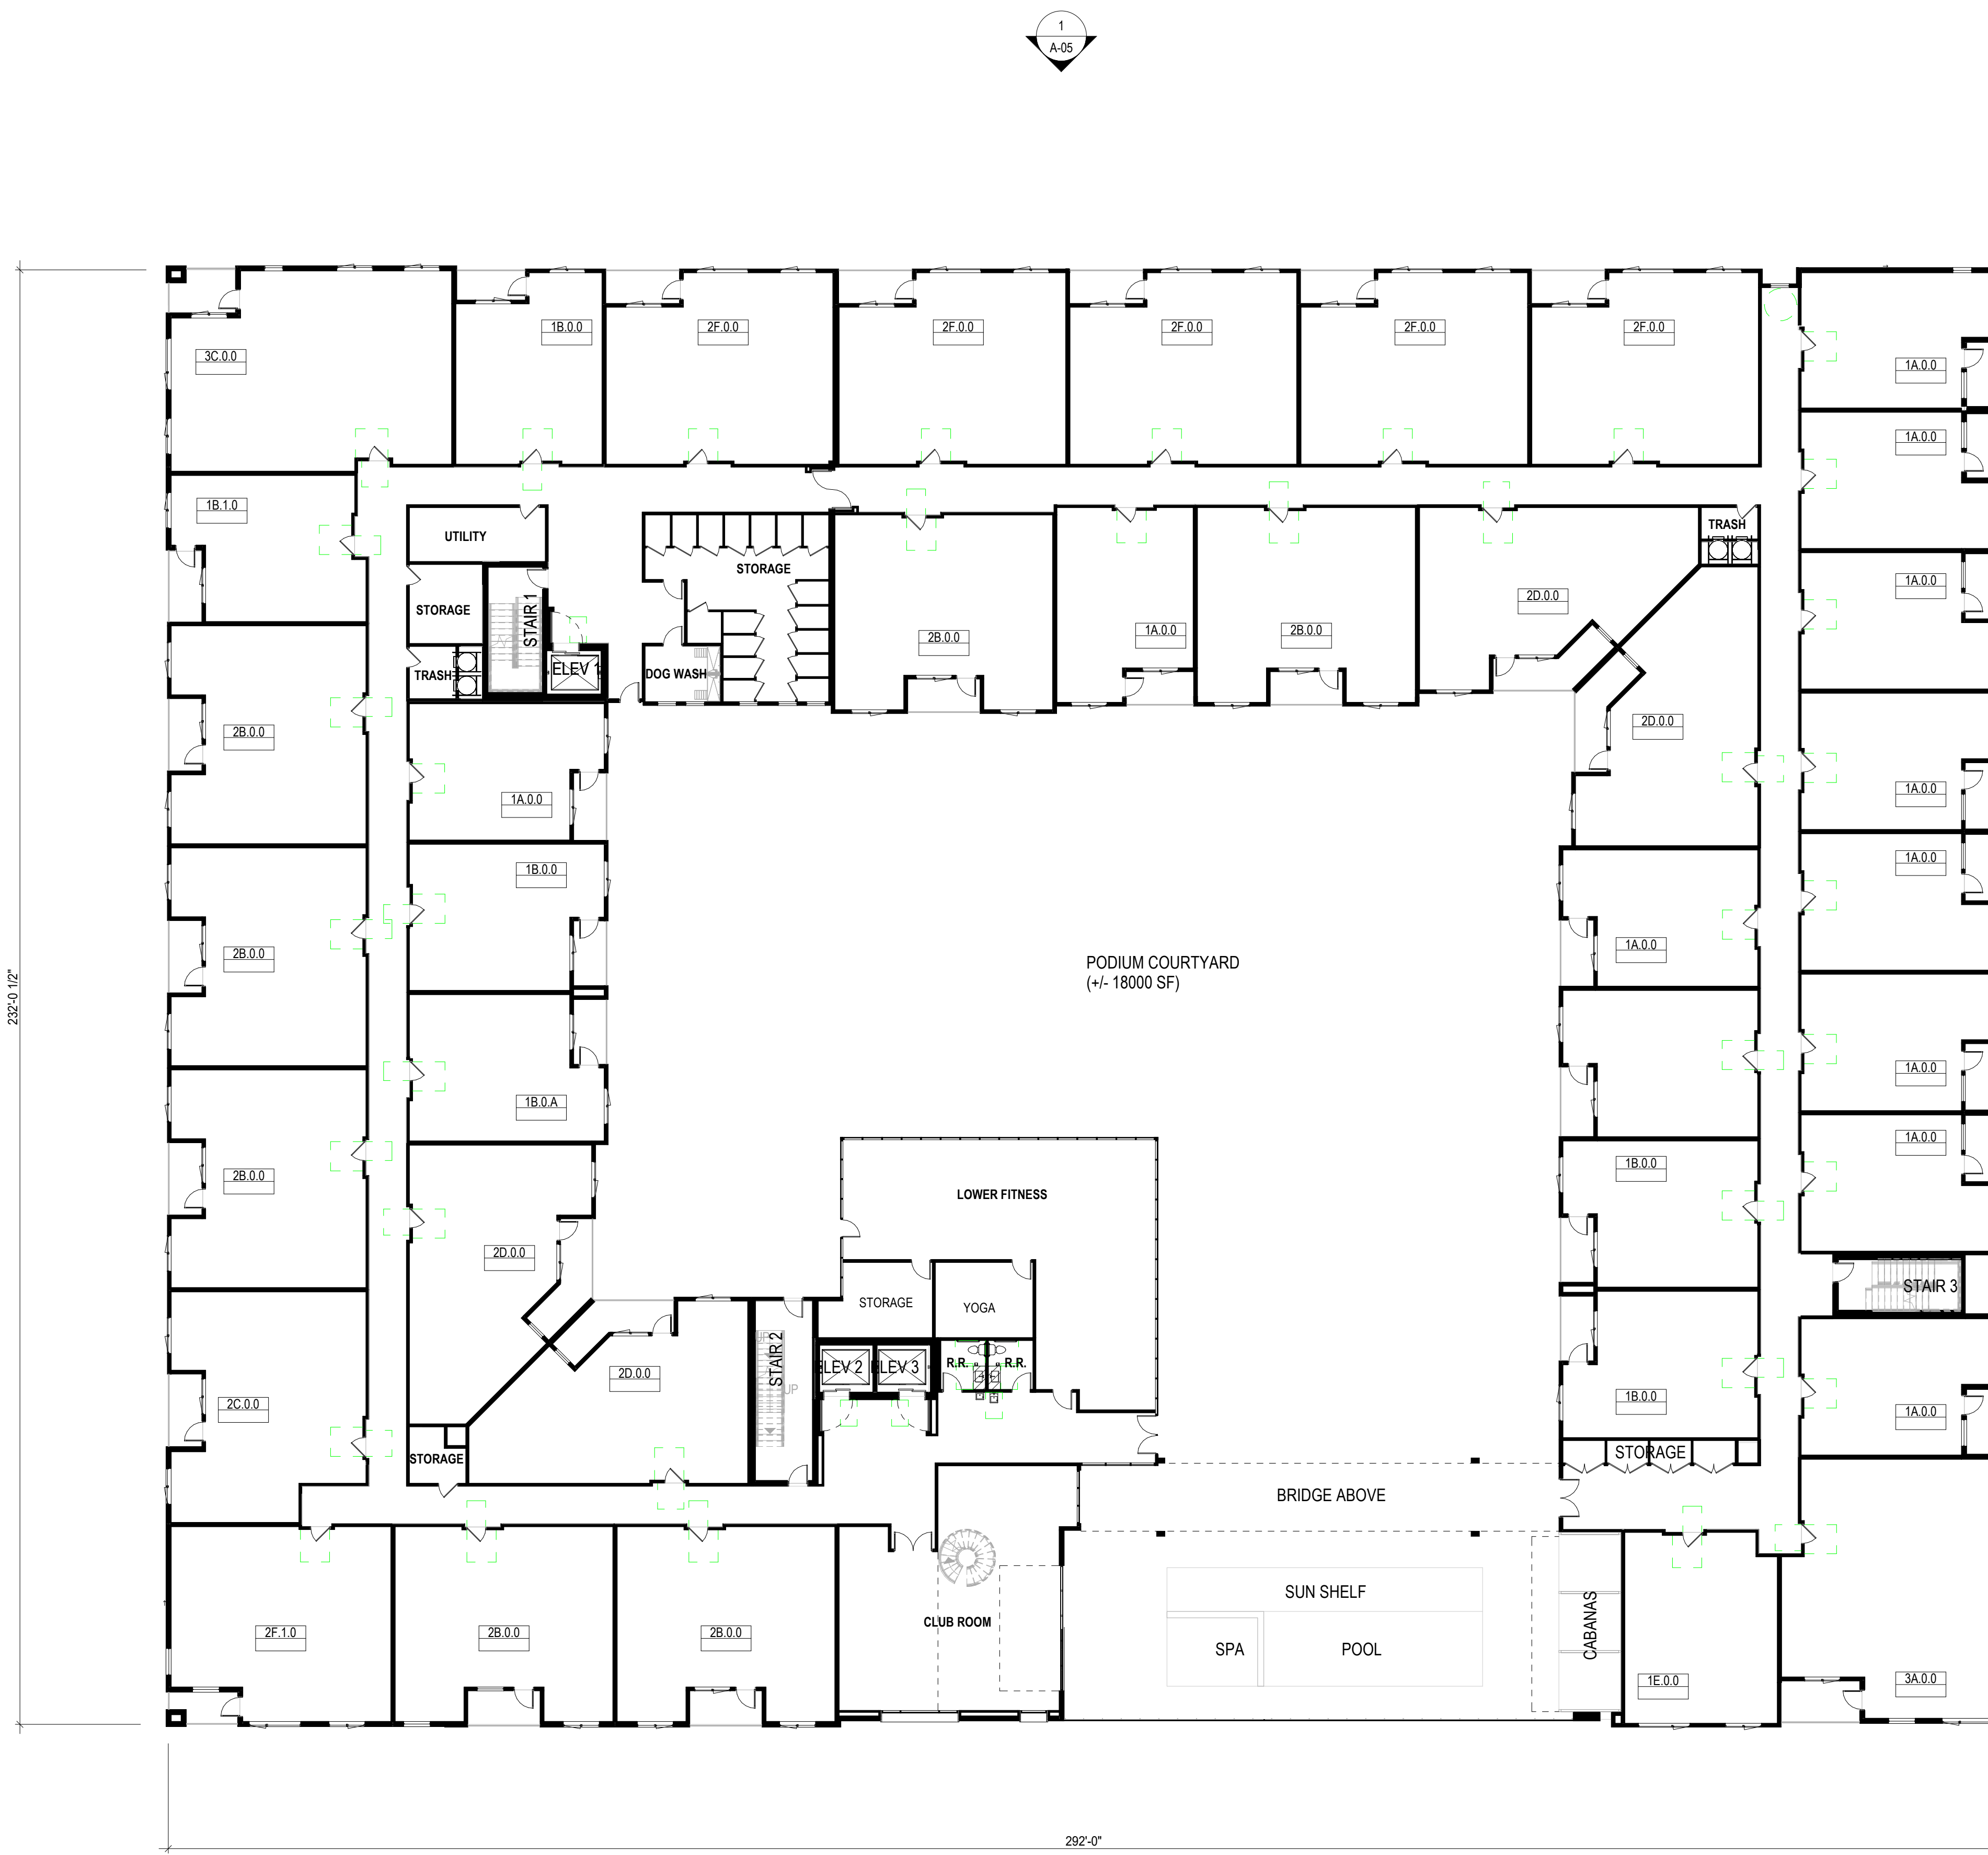 1
A-05
3C.0.0
1B.0.0
2F.0.0
2F.0.0
2F.0.0
2F.0.0
2F.0.0
1A.0.0
1A.0.0
1B.1.0
UTILITY
STORAGE
TRASH
STORAGE
STAIR 1
1A.0.0
2D.0.0
2B.0.0
1A.0.0
2B.0.0
TRASH
ELEV 1
DOG WASH
2B.0.0
2D.0.0
1A.0.0
1A.0.0
1B.0.0
1A.0.0
2B.0.0
1A.0.0
PODIUM COURTYARD
(+/- 18000 SF)
232'-0 1/2"
1A.0.0
1B.0.A
1A.0.0
2B.0.0
LOWER FITNESS
1B.0.0
2D.0.0
STORAGE
YOGA
STAIR 3
UP
STAIR 2
UP
ELEV.2
ELEV.3
R.R.
R.R.
2D.0.0
2C.0.0
1B.0.0
1A.0.0
STORAGE
STORAGE
BRIDGE ABOVE
SUN SHELF
CABANAS
2F.1.0
2B.0.0
2B.0.0
CLUB ROOM
SPA
POOL
1E.0.0
3A.0.0
292'-0"